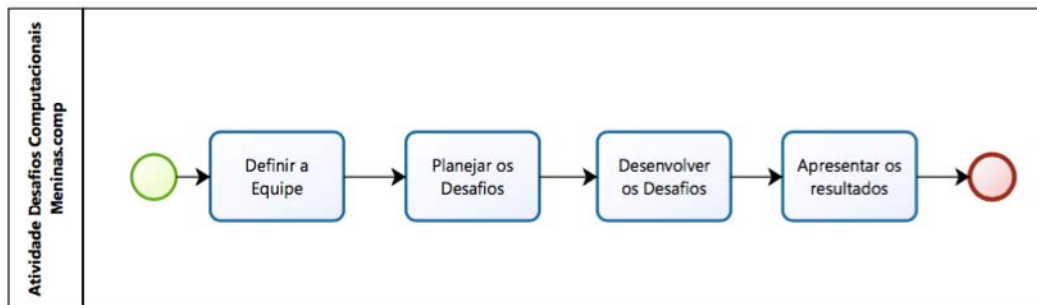 Atividade Desafios Computacionais
Meninas.comp
Definir a
Equipe
Planejar os
Desafios
Desenvolver
os Desafios
Apresentar os
resultados